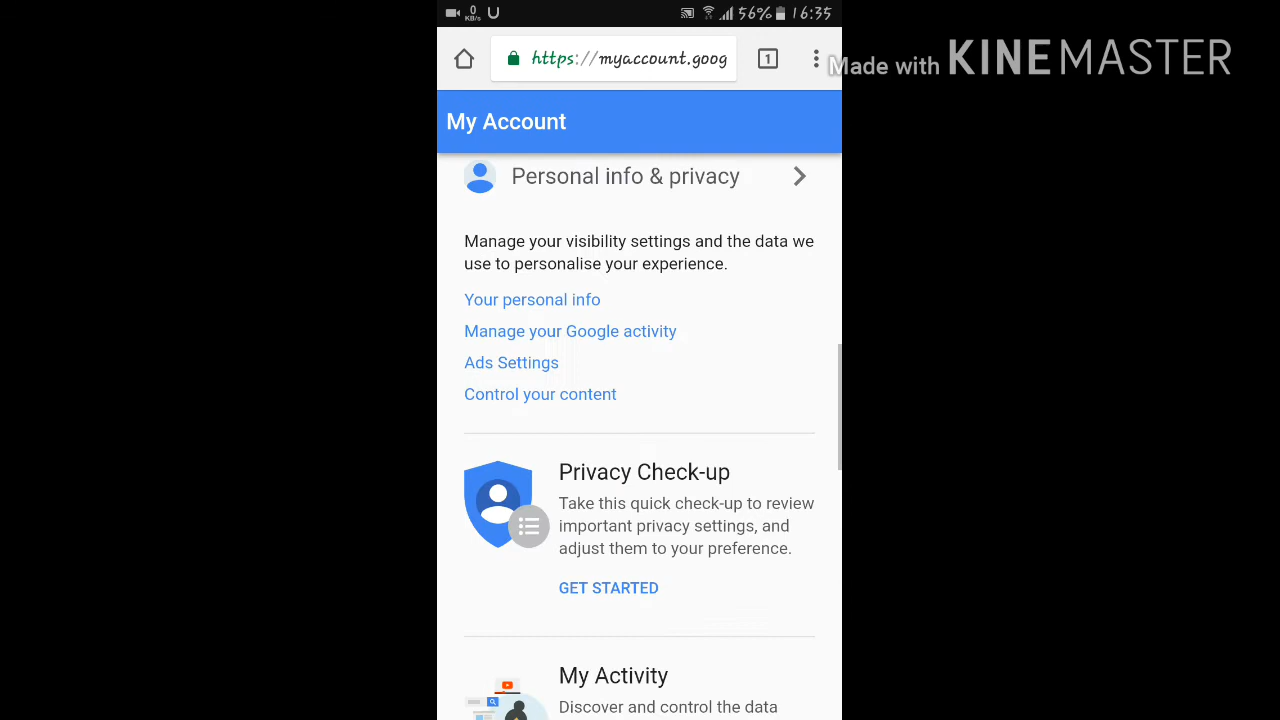 0
KB/s
U
56%
16:35
https://myaccount.goog
1
Made with KINEMASTER
My Account
Personal info & privacy
Manage your visibility settings and the data we
use to personalise your experience.
Your personal info
Manage your Google activity
Ads Settings
Control your content
Privacy Check-up
Take this quick check-up to review
important privacy settings, and
adjust them to your preference.
GET STARTED
My Activity
Discover and control the data